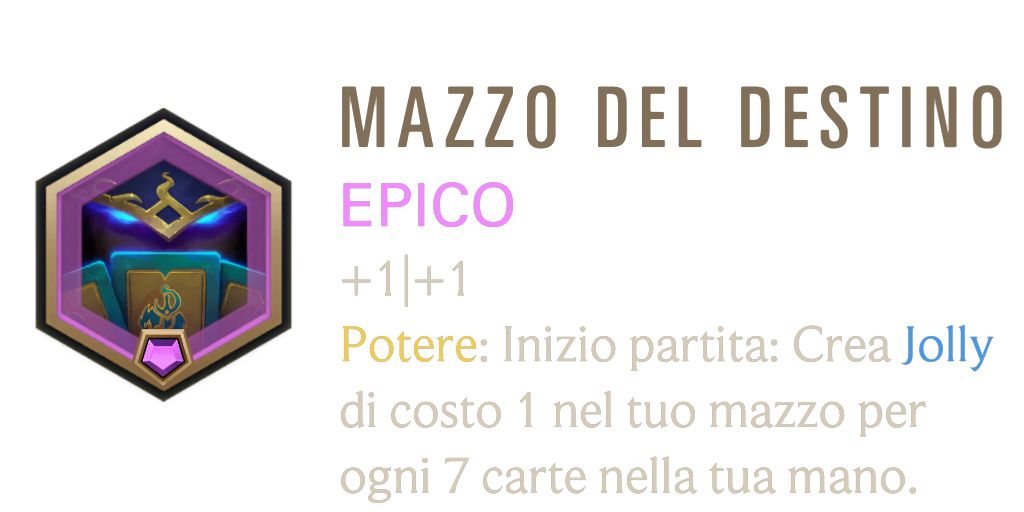 MAZZO DEL DESTINO
EPICO
+1|+1
Potere: Inizio partita: Crea Jolly
di costo 1 nel tuo mazzo per
ogni 7 carte nella tua mano.